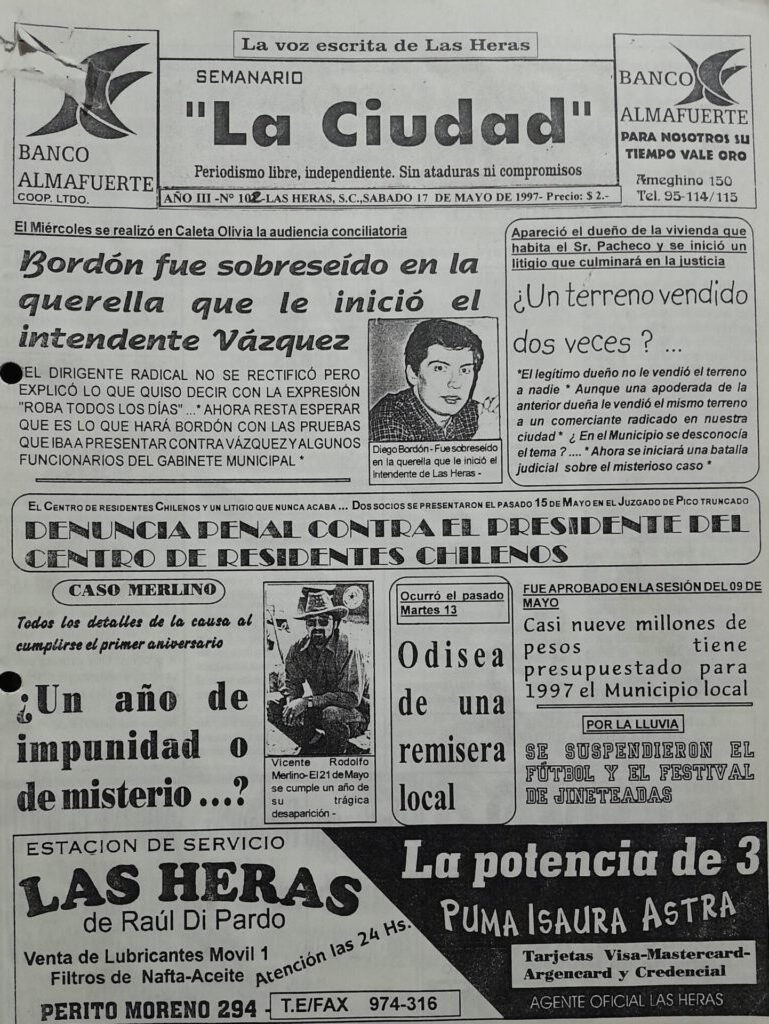 La voz escrita de Las Heras
BANCO
ALMAFUERTE
COOP. LTDO.
SEMANARIO
"La Ciudad"
Periodismo libre, independiente. Sin ataduras ni compromisos
AÑO III -N° 102-LAS HERAS, S.C.,SABADO 17 DE MAYO DE 1997- Precio: $ 2.-
BANCO
ALMAFUERTE
PARA NOSOTROS SU
TIEMPO VALE ORO
Ameghino 150
Tel. 95-114/115
El Miércoles se realizó en Caleta Olivia la audiencia conciliatoria
Bordón fue sobreseído en la
querella que le inició el
intendente Vázquez
*EL DIRIGENTE RADICAL NO SE RECTIFICÓ PERO
EXPLICÓ LO QUE QUISO DECIR CON LA EXPRESIÓN
"ROBA TODOS LOS DÍAS" ...* AHORA RESTA ESPERAR
QUE ES LO QUE HARÁ BORDÓN CON LAS PRUEBAS
QUE IBA A PRESENTAR CONTRA VÁZQUEZ Y ALGUNOS
FUNCIONARIOS DEL GABINETE MUNICIPAL *
Diego Bordón - Fue sobreseído
en la querella que le inició el
Intendente de Las Heras -
Apareció el dueño de la vivienda que
habita el Sr. Pacheco y se inició un
litigio que culminará en la justicia
¿Un terreno vendido
dos veces ? ...
*El legítimo dueño no le vendió el terreno
a nadie * Aunque una apoderada de la
anterior dueña le vendió el mismo terreno
a un comerciante radicado en nuestra
ciudad * ¿ En el Municipio se desconocía
el tema ? .... * Ahora se iniciará una batalla
judicial sobre el misterioso caso *
EL CENTRO DE RESIDENTES CHILENOS Y UN LITIGIO QUE NUNCA ACABA ... DOS SOCIOS SE PRESENTARON EL PASADO 15 DE MAYO EN EL JUZGADO DE PICO TRUNCADO
DENUNCIA PENAL CONTRA EL PRESIDENTE DEL
CENTRO DE RESIDENTES CHILENOS
CASO MERLINO
Todos los detalles de la causa al
cumplirse el primer aniversario
¿Un año de
impunidad o
de misterio ...?
Vicente Rodolfo
Merlino- El 21 de Mayo
se cumple un año de
su trágica
desaparición -
Ocurró el pasado
Martes 13
Odisea
de una
remisera
local
FUE APROBADO EN LA SESIÓN DEL 09 DE
MAYO
Casi nueve millones de
pesos tiene
presupuestado para
1997 el Municipio local
POR LA LLUVIA
SE SUSPENDIERON EL
FÚTBOL Y EL FESTIVAL
DE JINETEADAS
ESTACION DE SERVICIO
LAS HERAS
de Raúl Di Pardo
Venta de Lubricantes Movil 1
Filtros de Nafta-Aceite
Atención las 24 Hs.
PERITO MORENO 294 - T.E/FAX 974-316
La potencia de 3
PUMA ISAURA ASTRA
Tarjetas Visa-Mastercard-
Argencard y Credencial
AGENTE OFICIAL LAS HERAS